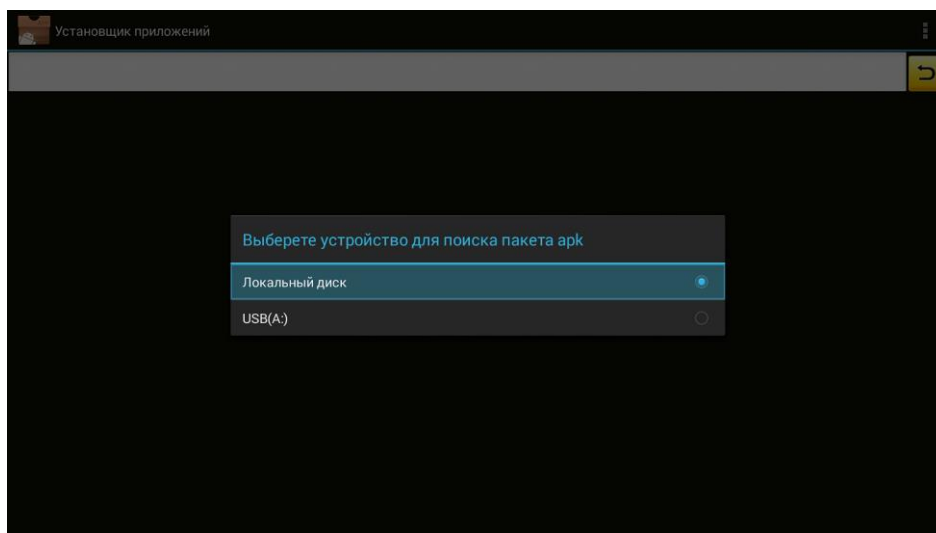 Установщик приложений
Выберете устройство для поиска пакета apk
Локальный диск
USB(A:)